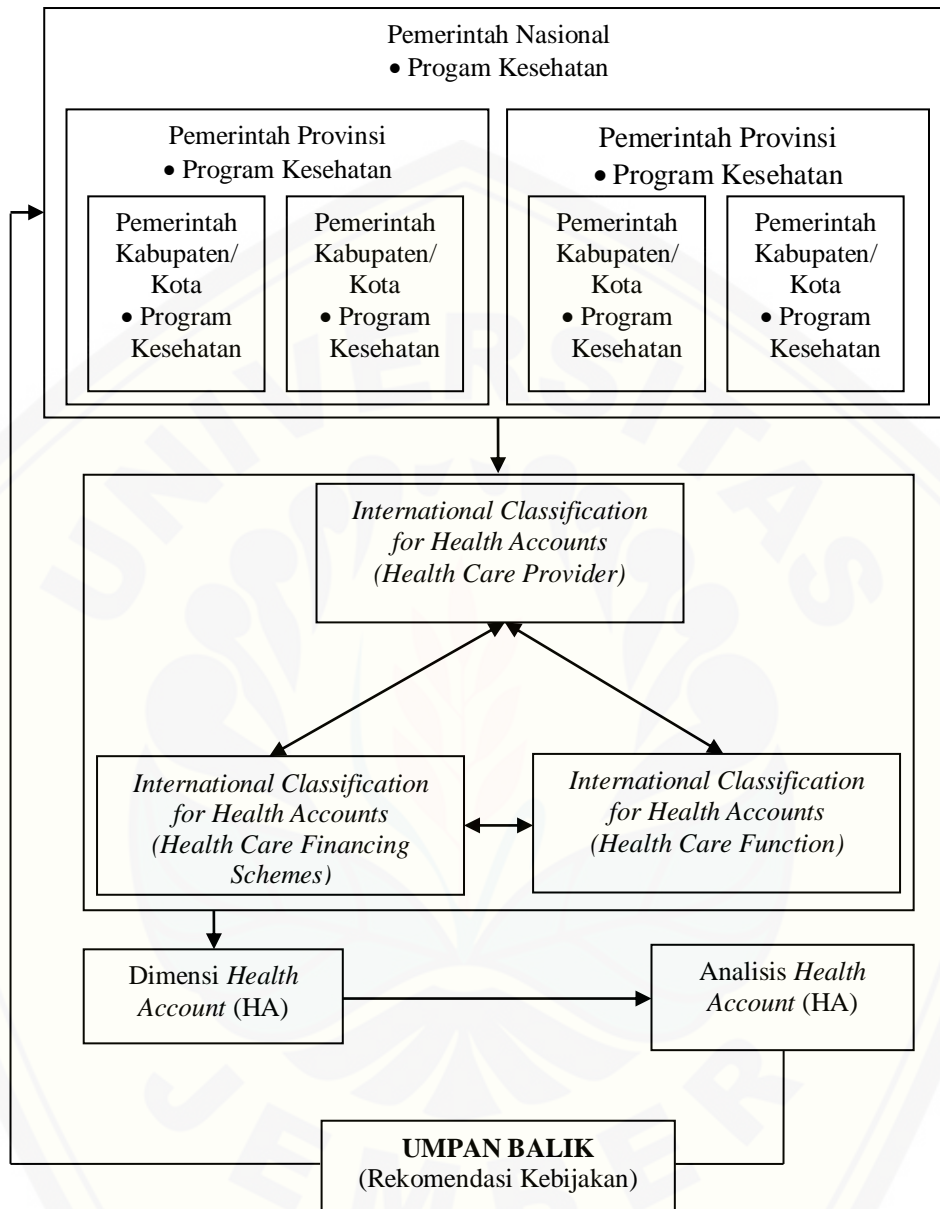 Pemerintah Nasional
• Progam Kesehatan
Pemerintah Provinsi
• Program Kesehatan
Pemerintah
Kabupaten/
Kota
• Program
Kesehatan
Pemerintah
Kabupaten/
Kota
• Program
Kesehatan
Pemerintah Provinsi
• Program Kesehatan
Pemerintah
Kabupaten/
Kota
• Program
Kesehatan
Pemerintah
Kabupaten/
Kota
• Program
Kesehatan
International Classification
for Health Accounts
(Health Care Provider)
International Classification
for Health Accounts
(Health Care Financing
Schemes)
International Classification
for Health Accounts
(Health Care Function)
Dimensi Health
Account (HA)
Analisis Health
Account (HA)
UMPAN BALIK
(Rekomendasi Kebijakan)
UNIVERSITAS
JEMBER